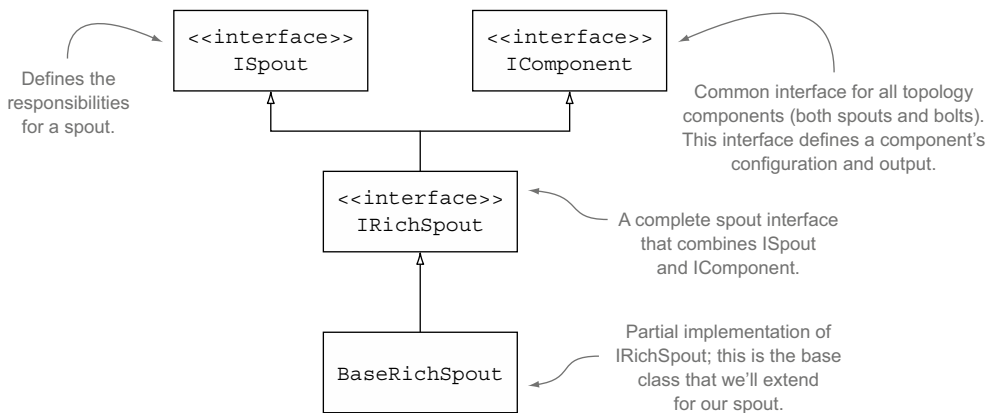 <<interface>>
ISpout
<<interface>>
IComponent
Defines the
responsibilities
for a spout.
Common interface for all topology
components (both spouts and bolts).
This interface defines a component's
configuration and output.
<<interface>>
IRichSpout
A complete spout interface
that combines ISpout
and IComponent.
BaseRichSpout
Partial implementation of
IRichSpout; this is the base
class that we'll extend
for our spout.